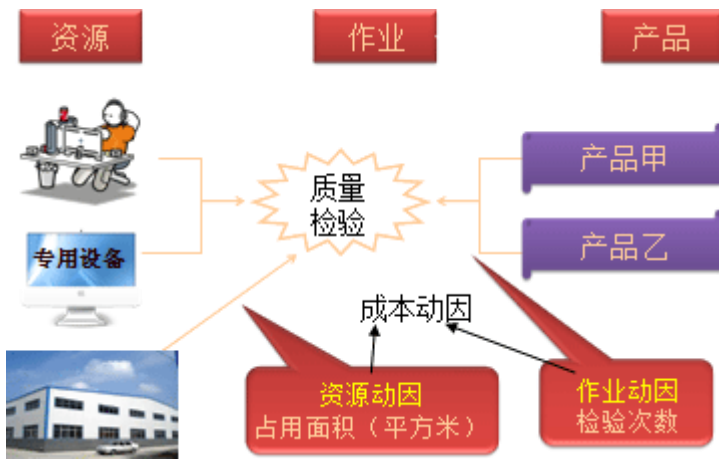 资源
作业
产品
质量
检验
产品甲
产品乙
专用设备
成本动因
资源动因
占用面积（平方米）
作业动因
检验次数